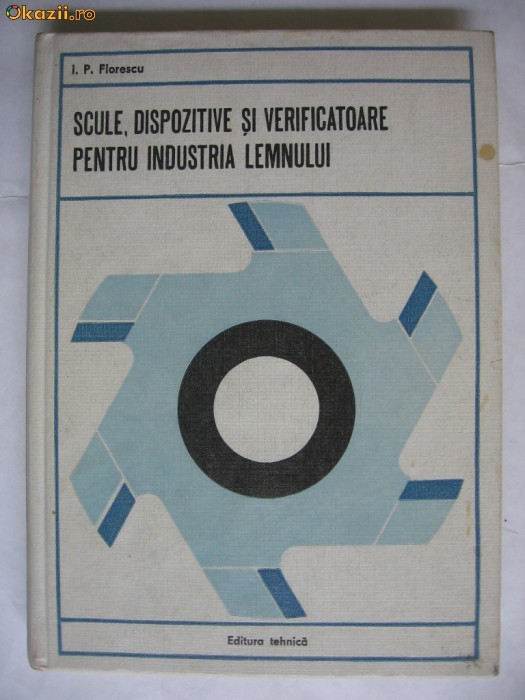 Okazii.ro
I. P. Florescu
SCULE, DISPOZITIVE ȘI VERIFICATOARE
PENTRU INDUSTRIA LEMNULUI
Editura tehnică